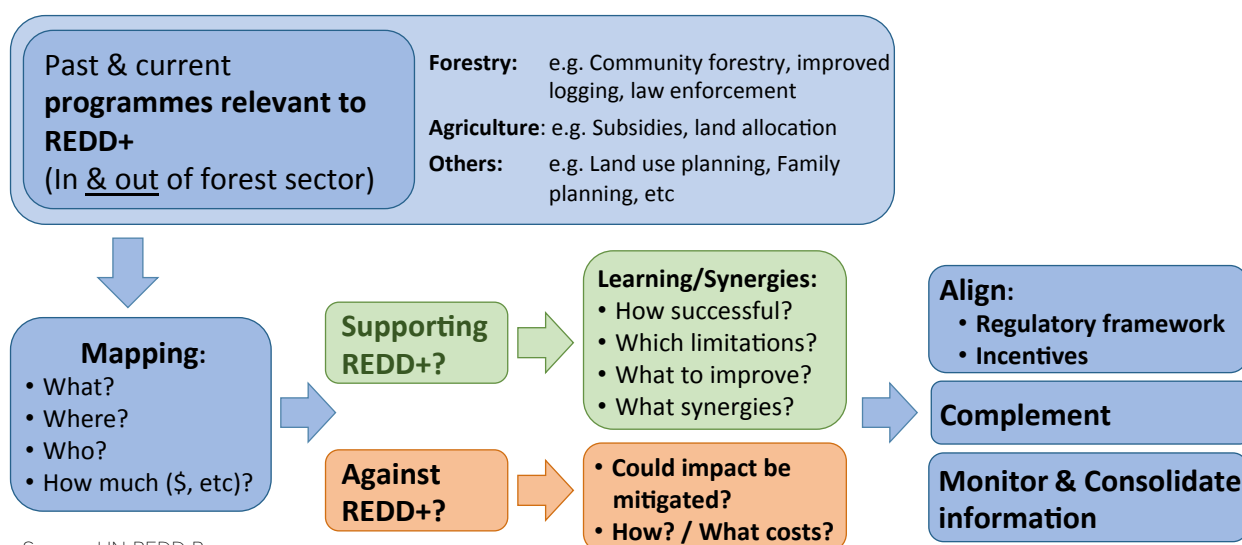 Past & current
programmes relevant to
REDD+
(In & out of forest sector)
Forestry: e.g. Community forestry, improved
logging, law enforcement
Agriculture: e.g. Subsidies, land allocation
Others: e.g. Land use planning, Family
planning, etc
Mapping:
• What?
• Where?
• Who?
• How much ($, etc)?
Supporting
REDD+?
Learning/Synergies:
• How successful?
• Which limitations?
• What to improve?
• What synergies?
Against
REDD+?
• Could impact be
mitigated?
• How? / What costs?
Align:
• Regulatory framework
• Incentives
Complement
Monitor & Consolidate
information